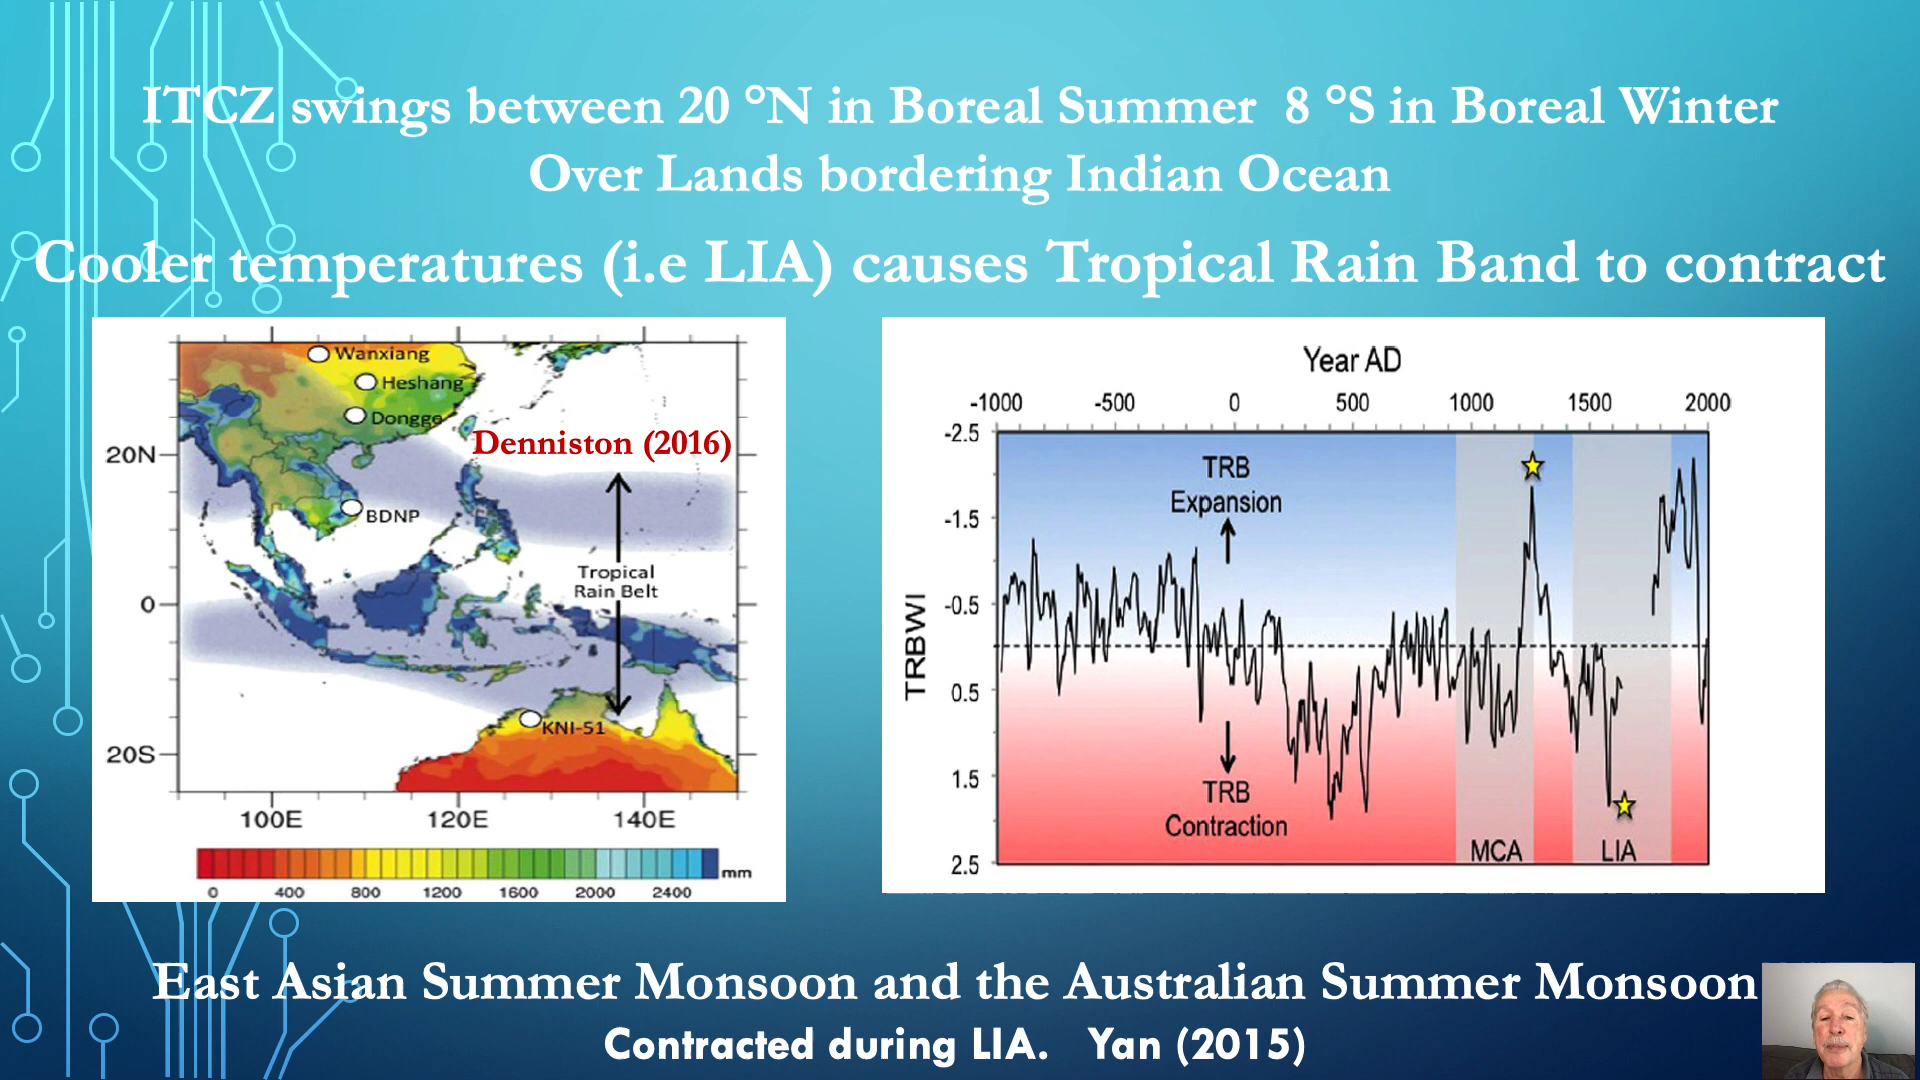 ITCZ swings between 20 °N in Boreal Summer 8 °S in Boreal Winter
Over Lands bordering Indian Ocean
Cooler temperatures (i.e LIA) causes Tropical Rain Band to contract
Wanxiang
Heshang
Dongge
Denniston (2016)
20N
BDNP
Tropical
Rain Belt
0
KNI-51
20S
100E 120E 140E
mm
0 400 800 1200 1600 2000 2400
Year AD
-1000 -500 0 500 1000 1500 2000
-2.5
TRB
Expansion
-1.5
-0.5
TRBWI
0.5
1.5
TRB
Contraction
MCA LIA
2.5
East Asian Summer Monsoon and the Australian Summer Monsoon
Contracted during LIA. Yan (2015)